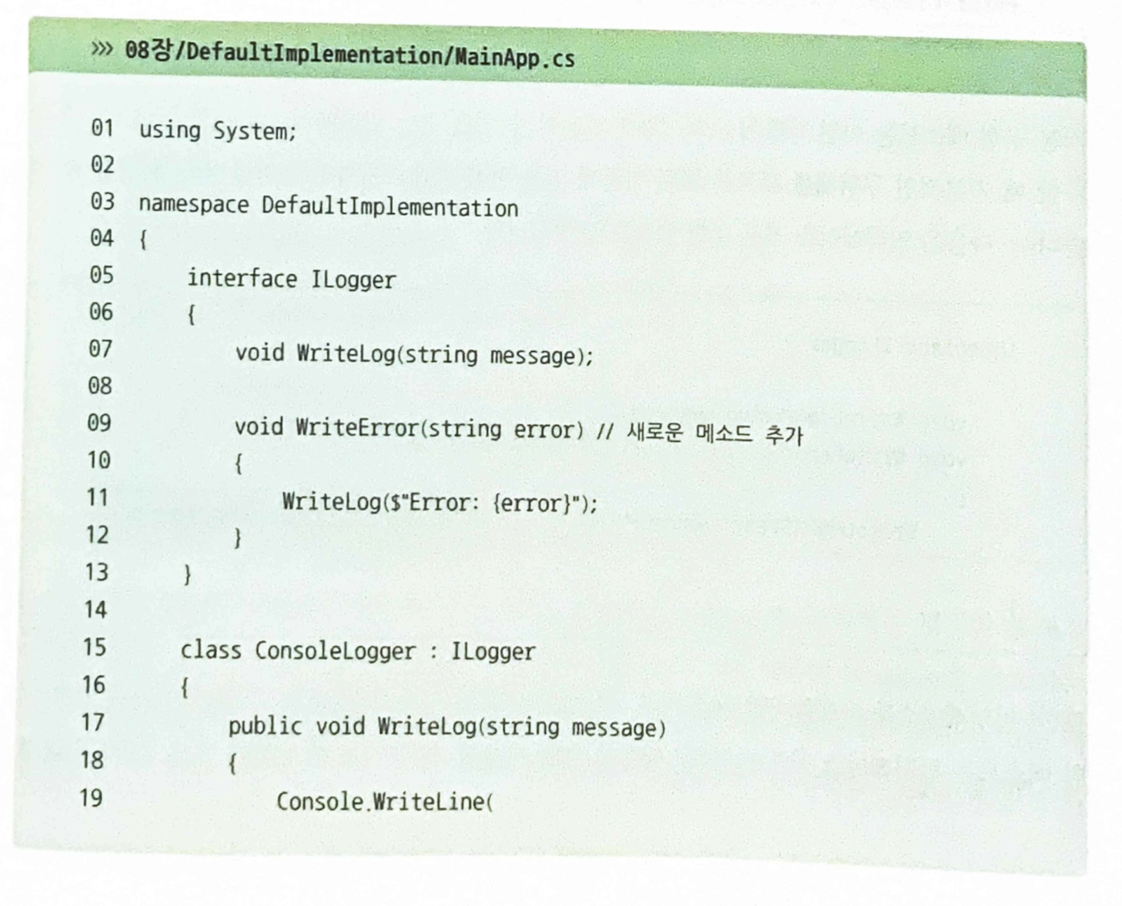 >>> 08장/DefaultImplementation/MainApp.cs
01 using System;
02
03 namespace DefaultImplementation
04 {
05     interface ILogger
06     {
07         void WriteLog(string message);
08
09         void WriteError(string error) // 새로운 메소드 추가
10         {
11             WriteLog($"Error: {error}");
12         }
13     }
14
15     class ConsoleLogger : ILogger
16     {
17         public void WriteLog(string message)
18         {
19             Console.WriteLine(